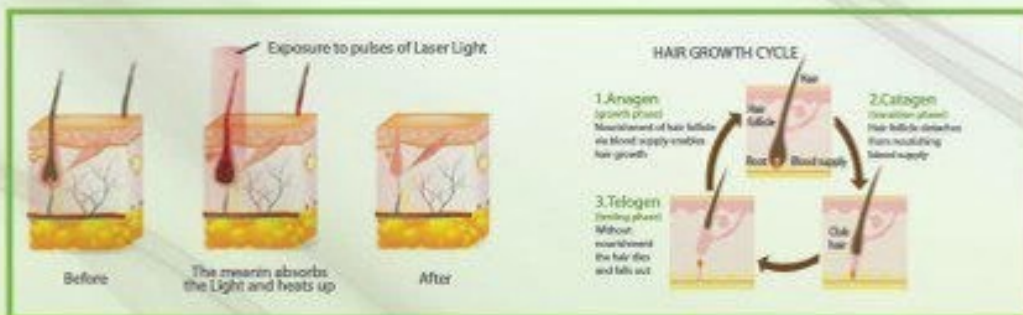 Exposure to pulses of Laser Light
Before
The meanin absorbs
the Light and heats up
After
HAIR GROWTH CYCLE
Hair
Hair
follicle
Root
Blood supply
1.Anagen
(growth phase)
Nourishment of hair follicle
via blood supply enables
hair growth
2.Catagen
(transition phase)
Hair follicle detaches
from nourishing
blood supply
Club
hair
3.Telogen
(resting phase)
Without
nourishment
the hair dies
and falls out